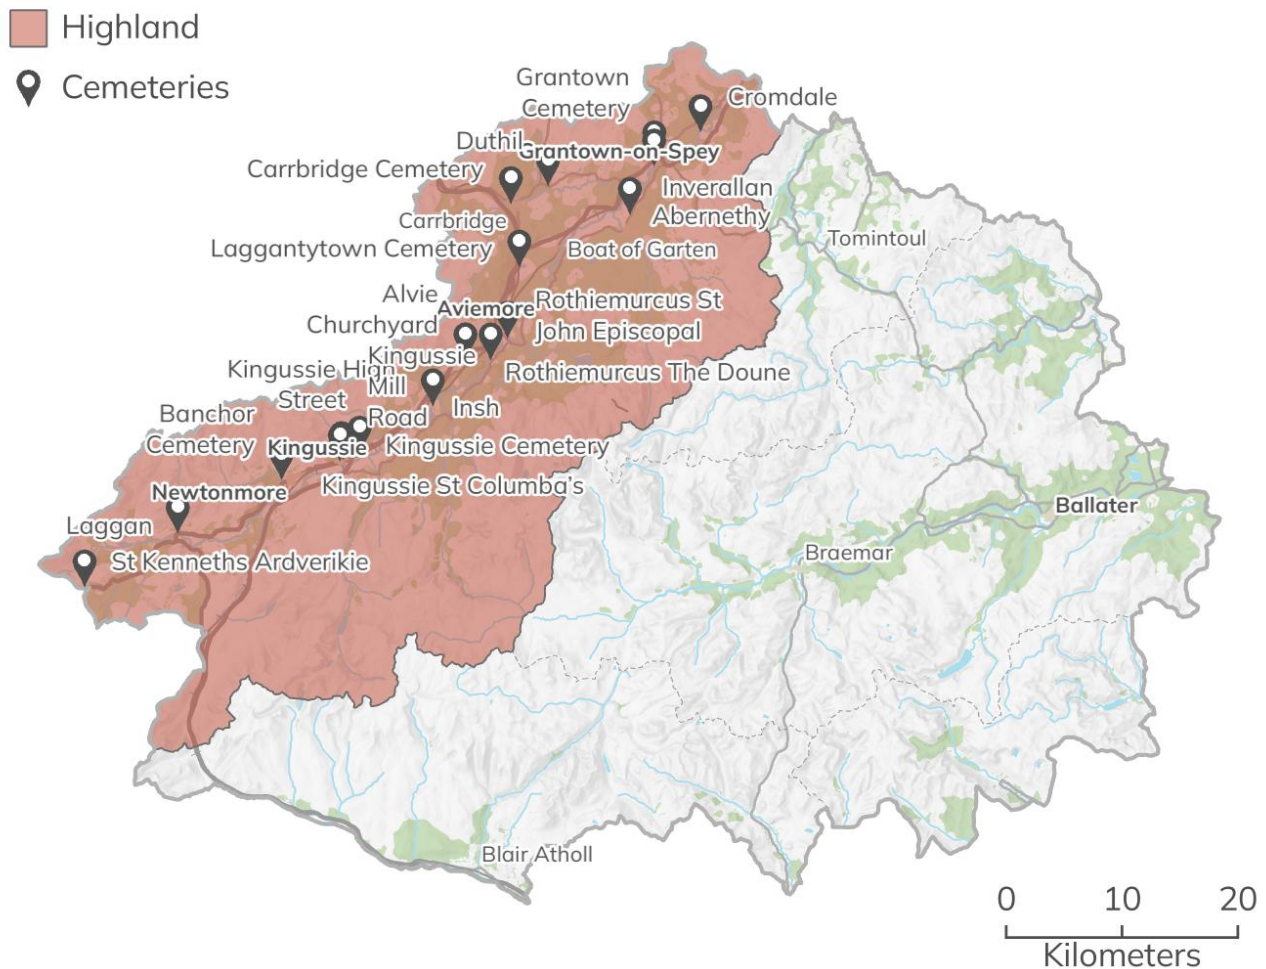 Highland
Cemeteries
Grantown
Cemetery
Cromdale
Duthil
Grantown-on-Spey
Carrbridge Cemetery
Inverallan
Abernethy
Carrbridge
Laggantytown Cemetery
Boat of Garten
Tomintoul
Alvie
Churchyard
Aviemore
Rothiemurcus St
John Episcopal
Kingussie
Mill
Road
Rothiemurcus The Doune
Kingussie High
Street
Insh
Banchor
Cemetery
Kingussie
Kingussie Cemetery
Newtonmore
Kingussie St Columba's
Ballater
Laggan
St Kenneths Ardverikie
Braemar
Blair Atholl
0 10 20
Kilometers